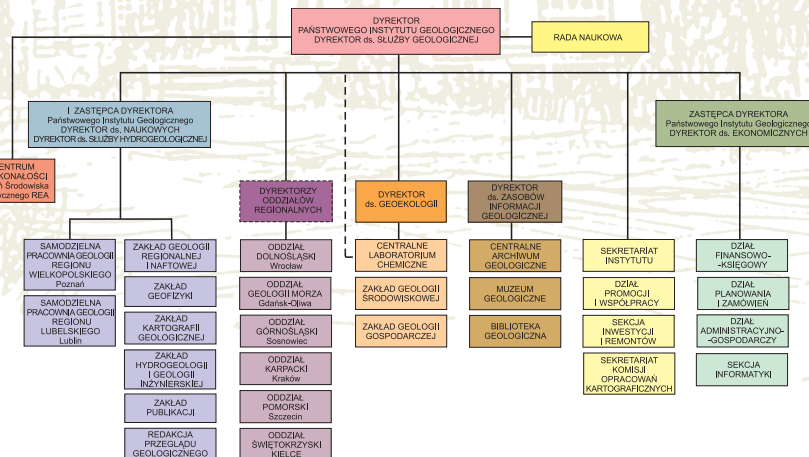 DYREKTOR
PAŃSTWOWEGO INSTYTUTU GEOLOGICZNEGO
DYREKTOR ds. SŁUŻBY GEOLOGICZNEJ
RADA NAUKOWA
I ZASTĘPCA DYREKTORA
Państwowego Instytutu Geologicznego
DYREKTOR ds. NAUKOWYCH
DYREKTOR ds. SŁUŻBY HYDROGEOLOGICZNEJ
ZASTĘPCA DYREKTORA
Państwowego Instytutu Geologicznego
DYREKTOR ds. EKONOMICZNYCH
Środowiska
REA
DYREKTORZY
ODDZIAŁÓW
REGIONALNYCH
DYREKTOR
ds. GEOEKOLOGII
DYREKTOR
ds. ZASOBÓW
INFORMACJI
GEOLOGICZNEJ
SAMODZIELNA
PRACOWNIA GEOLOGII
REGIONU
WIELKOPOLSKIEGO
Poznań
SAMODZIELNA
PRACOWNIA GEOLOGII
REGIONU
LUBELSKIEGO
Lublin
ZAKŁAD GEOLOGII
REGIONALNEJ
I NAFTOWEJ
ZAKŁAD
GEOFIZYKI
ZAKŁAD
KARTOGRAFII
GEOLOGICZNEJ
ZAKŁAD
HYDROGEOLOGII
I GEOLOGII
INŻYNIERSKIEJ
ZAKŁAD
PUBLIKACJI
REDAKCJA
PRZEGLĄDU
GEOLOGICZNEGO
ODDZIAŁ
DOLNOŚLĄSKI
Wrocław
ODDZIAŁ
GEOLOGII MORZA
Gdańsk-Oliwa
ODDZIAŁ
GÓRNOŚLĄSKI
Sosnowiec
ODDZIAŁ
KARPACKI
Kraków
ODDZIAŁ
POMORSKI
Szczecin
ODDZIAŁ
ŚWIĘTOKRZYSKI
KIELCE
CENTRALNE
LABORATORIUM
CHEMICZNE
ZAKŁAD GEOLOGII
ŚRODOWISKOWEJ
ZAKŁAD GEOLOGII
GOSPODARCZEJ
CENTRALNE
ARCHIWUM
GEOLOGICZNE
MUZEUM
GEOLOGICZNE
BIBLIOTEKA
GEOLOGICZNA
SEKRETARIAT
INSTYTUTU
DZIAŁ
PROMOCJI
I WSPÓŁPRACY
SEKCJA
INWESTYCJI
I REMONTÓW
SEKRETARIAT
KOMISJI
OPRACOWAŃ
KARTOGRAFICZNYCH
DZIAŁ
FINANSOWO-
-KSIĘGOWY
DZIAŁ
PLANOWANIA
I ZAMÓWIEŃ
DZIAŁ
ADMINISTRACYJNO-
-GOSPODARCZY
SEKCJA
INFORMATYKI